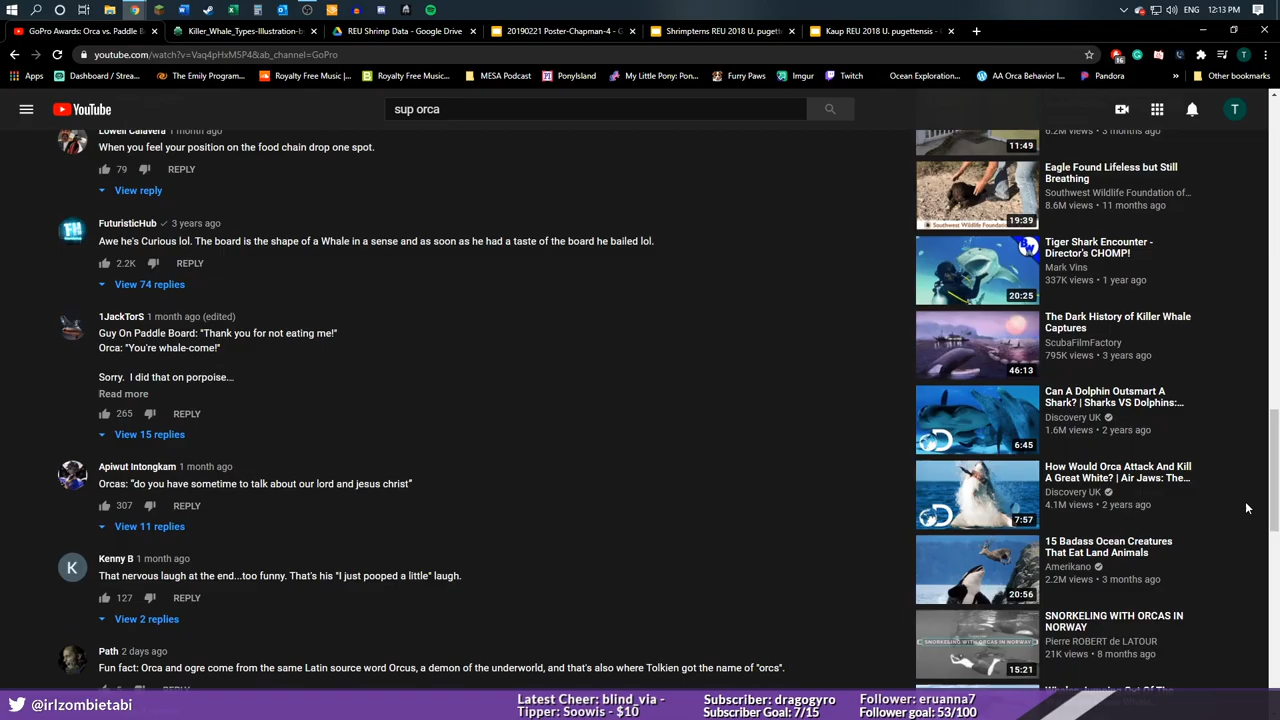 12:13 PM
ENG
GoPro Awards: Orca vs. Paddle B
Killer_Whale_Types-Illustration-b
REU Shrimp Data - Google Drive
20190221 Poster-Chapman-4 - G
Shrimpterns REU 2018 U. pugett
Kaup REU 2018 U. pugettensis -
youtube.com/watch?v=Vaq4pHxM5P4&ab_channel=GoPro
16
T
Apps
Dashboard / Strea...
The Emily Program...
Royalty Free Music...
Royalty Free Music...
MESA Podcast
PonyIsland
My Little Pony: Pon...
Furry Paws
Imgur
Twitch
Ocean Exploration...
AA Orca Behavior I...
Pandora
»
Other bookmarks
YouTube
sup orca
T
Lowell Calavera 1 month ago
When you feel your position on the food chain drop one spot.
79 REPLY
View reply
FuturisticHub 3 years ago
Awe he's Curious lol. The board is the shape of a Whale in a sense and as soon as he had a taste of the board he bailed lol.
2.2K REPLY
View 74 replies
1JackTorS 1 month ago (edited)
Guy On Paddle Board: "Thank you for not eating me!"
Orca: "You're whale-come!"
Sorry. I did that on porpoise...
Read more
265 REPLY
View 15 replies
Apiwut Intongkam 1 month ago
Orcas: “do you have sometime to talk about our lord and jesus christ”
307 REPLY
View 11 replies
K
Kenny B 1 month ago
That nervous laugh at the end...too funny. That's his "I just pooped a little" laugh.
127 REPLY
View 2 replies
Path 2 days ago
Fun fact: Orca and ogre come from the same Latin source word Orcus, a demon of the underworld, and that's also where Tolkien got the name of “orcs”.
6.2M views • 3 months ago
11:49
Eagle Found Lifeless but Still
Breathing
Southwest Wildlife Foundation of...
8.6M views • 11 months ago
19:39
Tiger Shark Encounter -
Director's CHOMP!
Mark Vins
337K views • 1 year ago
20:25
The Dark History of Killer Whale
Captures
ScubaFilmFactory
795K views • 3 years ago
46:13
Can A Dolphin Outsmart A
Shark? | Sharks VS Dolphins:...
Discovery UK
1.6M views • 2 years ago
6:45
How Would Orca Attack And Kill
A Great White? | Air Jaws: The...
Discovery UK
4.1M views • 2 years ago
7:57
15 Badass Ocean Creatures
That Eat Land Animals
Amerikano
2.2M views • 3 months ago
20:56
SNORKELING WITH ORCAS IN
NORWAY
Pierre ROBERT de LATOUR
21K views • 8 months ago
SNORKELING WITH ORCAS IN NORWAY
15:21
@irlzombietabi
Latest Cheer: blind_via -
Tipper: Soowis - $10
Subscriber: dragogyro
Subscriber Goal: 7/15
Follower: eruanna7
Follower goal: 53/100